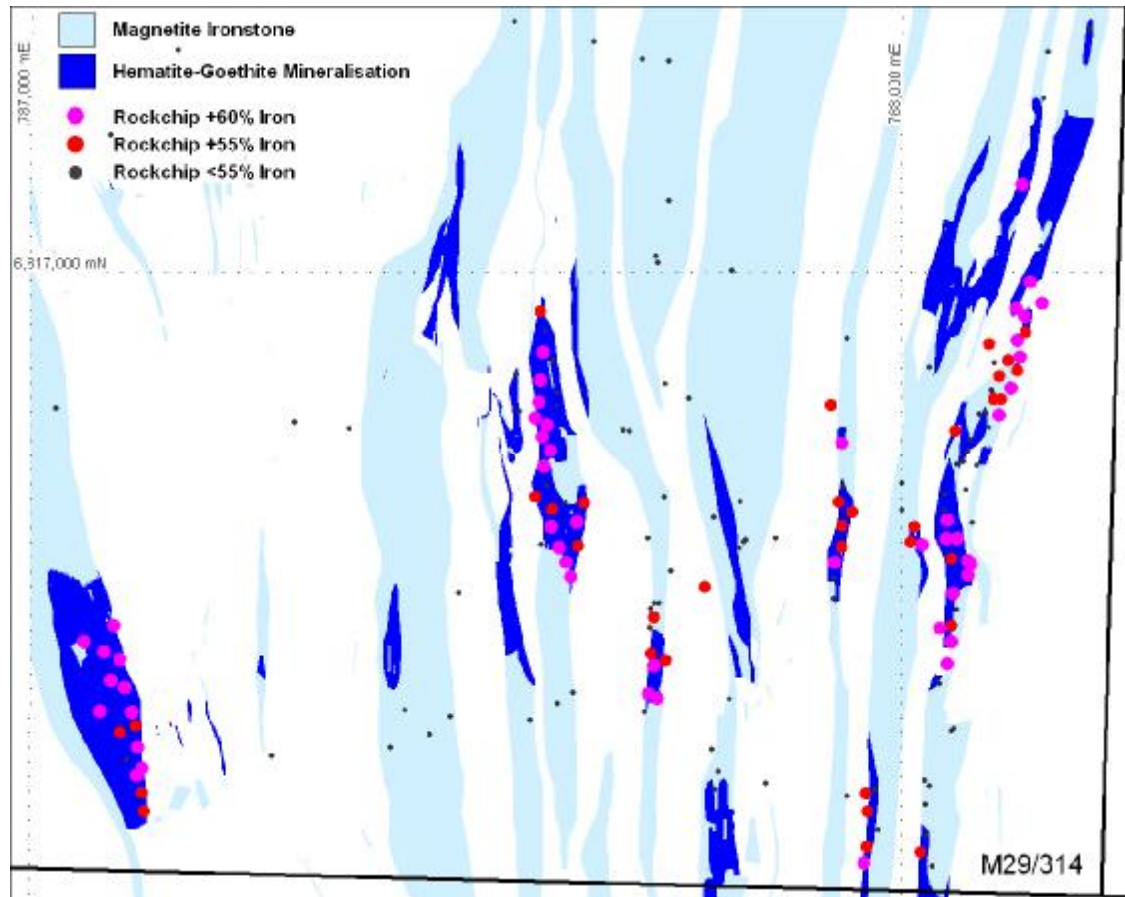 Magnetite Ironstone
Hematite-Goethite Mineralisation
Rockchip +60% Iron
Rockchip +55% Iron
Rockchip <55% Iron
787,000 mE
788,000 mE
6,817,000 mN
M29/314